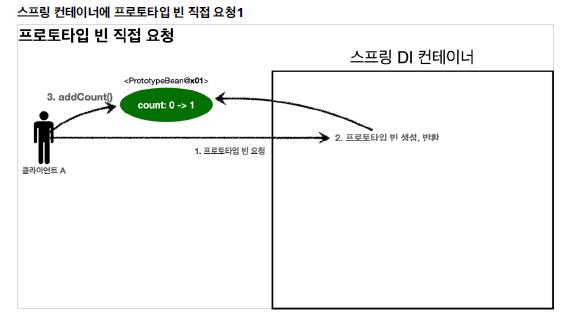 스프링 컨테이너에 프로토타입 빈 직접 요청1
프로토타입 빈 직접 요청
스프링 DI 컨테이너
<PrototypeBean@x01>
3. addCount()
count: 0 -> 1
2. 프로토타입 빈 생성, 반환
1. 프로토타입 빈 요청
클라이언트 A